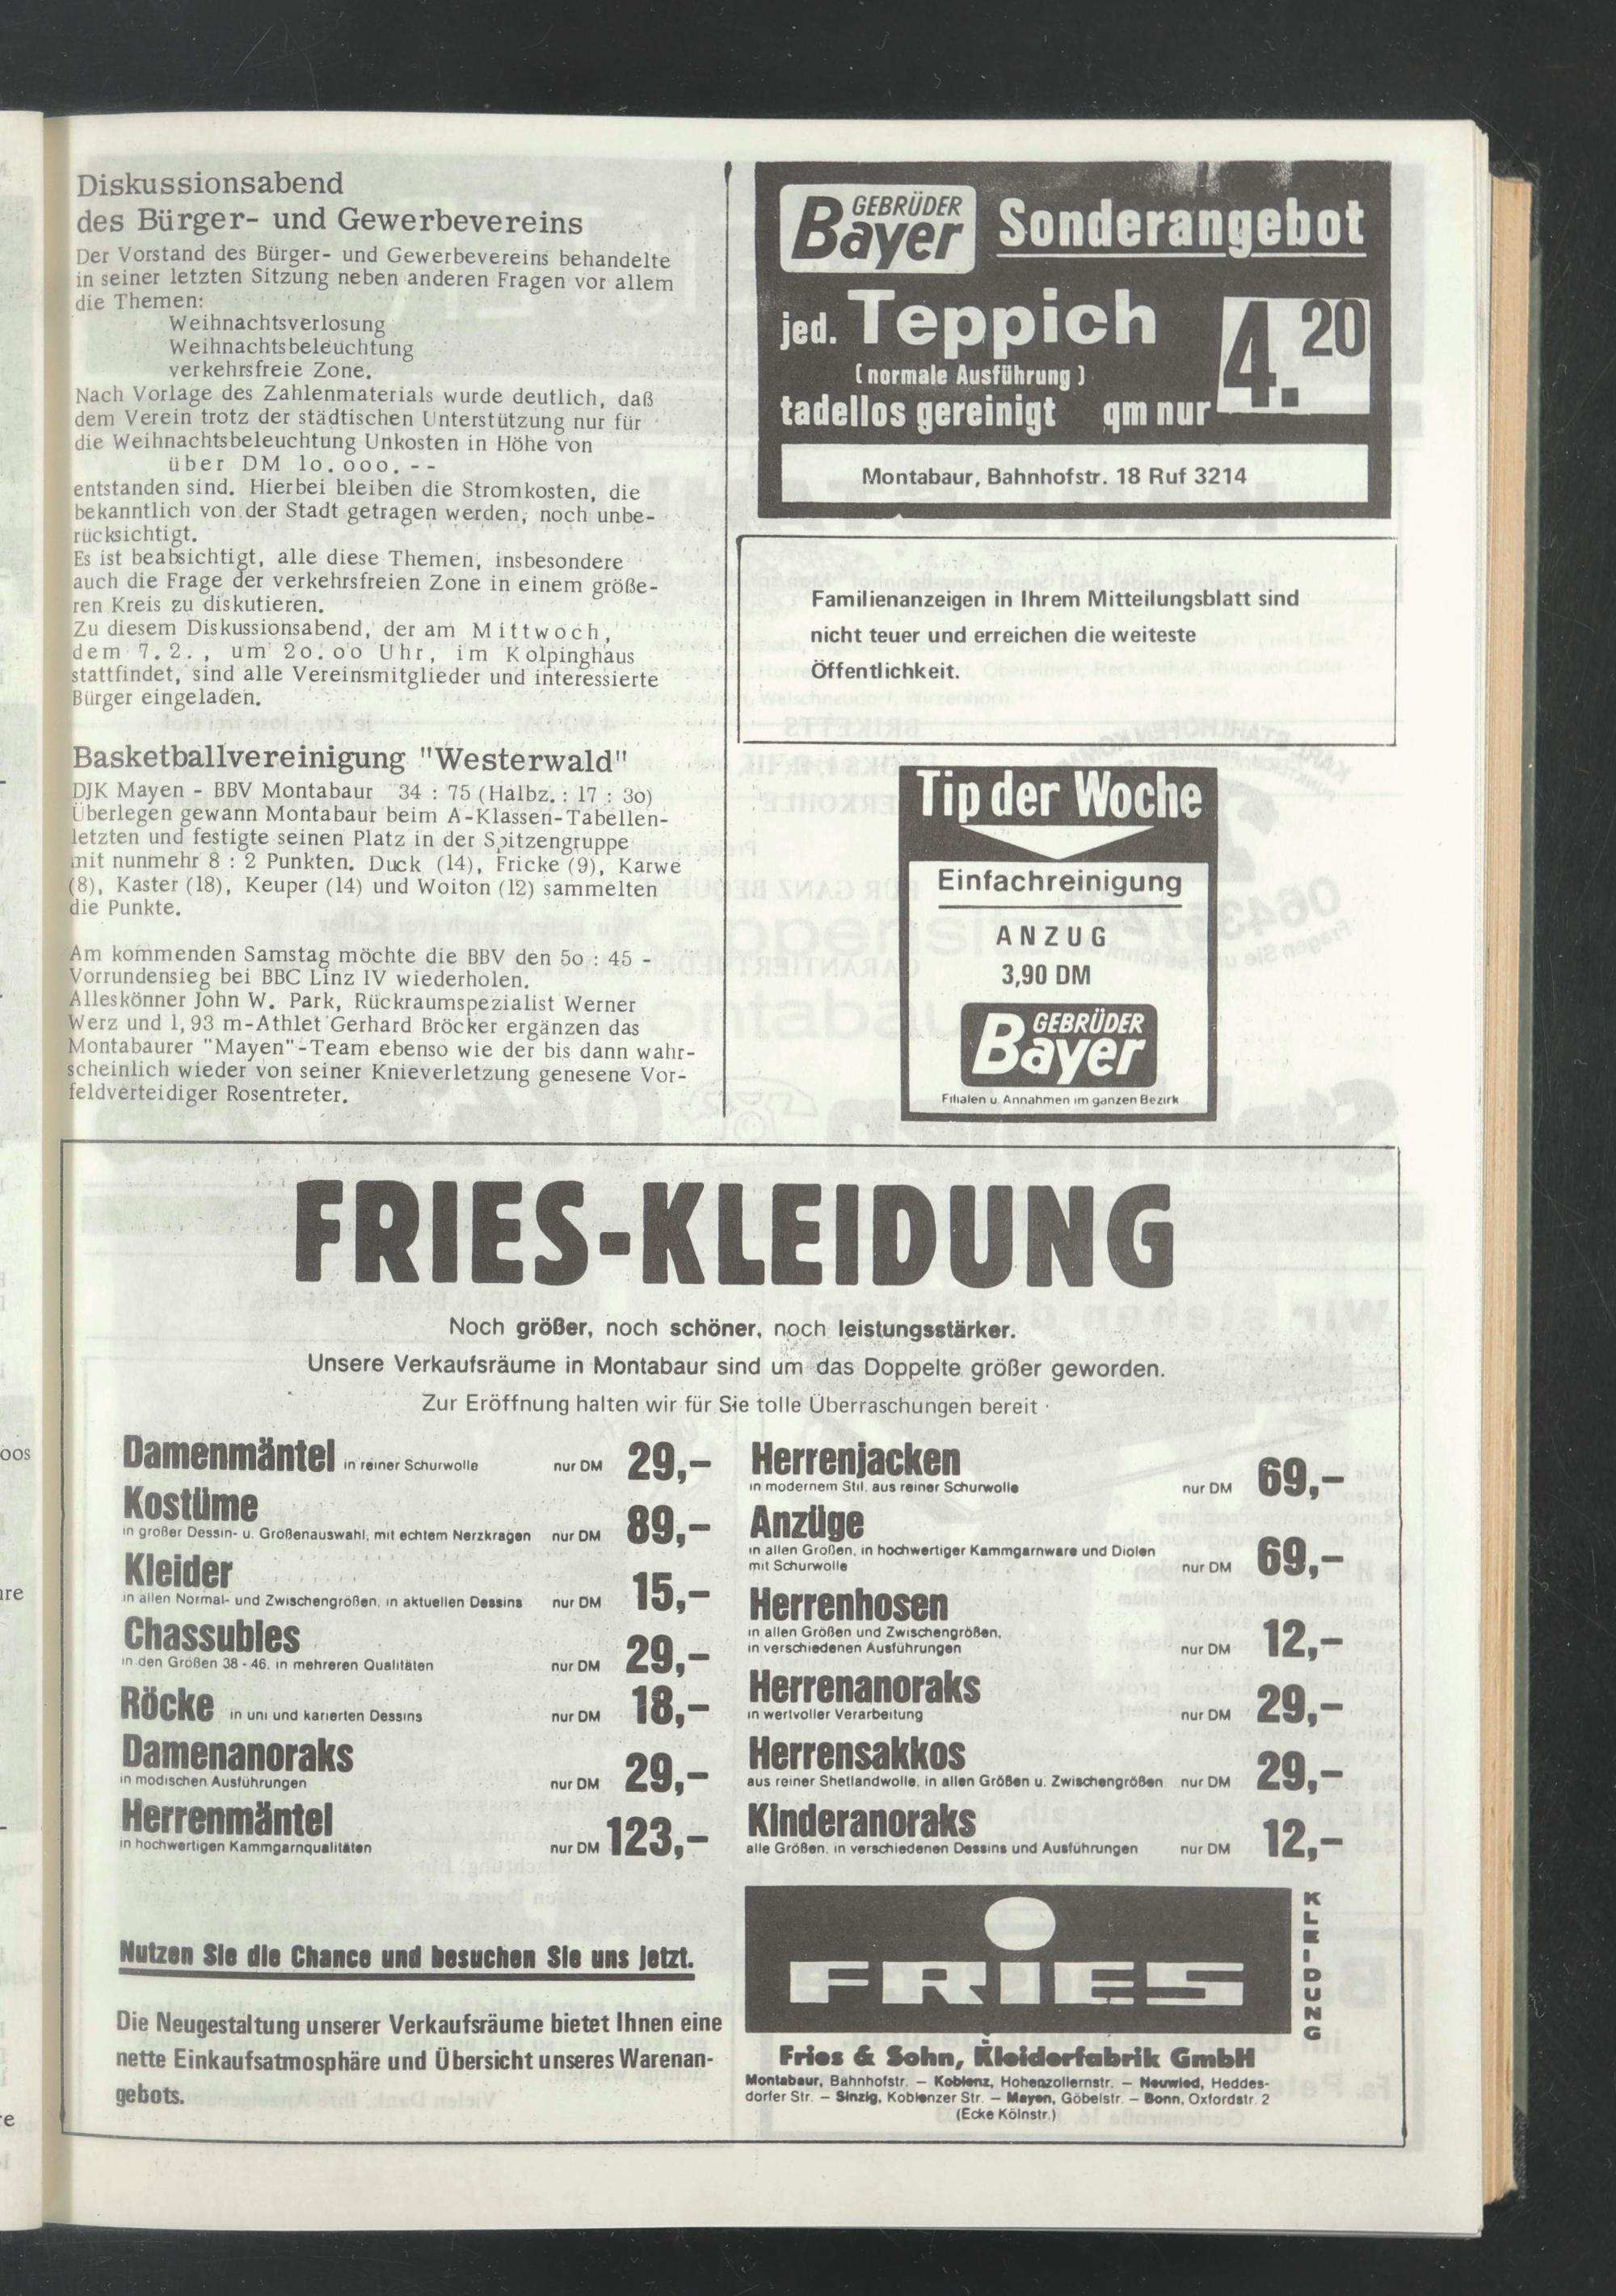 Diskussionsabend
des Bürger- und Gewerbevereins
Der Vorstand des Bürger- und Gewerbevereins behandelte
in seiner letzten Sitzung neben anderen Fragen vor allem
die Themen:
Weihnachtsverlosung
Weihnachtsbeleuchtung
verkehrsfreie Zone.
Nach Vorlage des Zahlenmaterials wurde deutlich, daß
dem Verein trotz der städtischen Unterstützung nur für
die Weihnachtsbeleuchtung Unkosten in Höhe von
über DM 10.000.--
entstanden sind. Hierbei bleiben die Stromkosten, die
bekanntlich von der Stadt getragen werden, noch unbe-
rücksichtigt.
Es ist beabsichtigt, alle diese Themen, insbesondere
auch die Frage der verkehrsfreien Zone in einem größe-
ren Kreis zu diskutieren.
Zu diesem Diskussionsabend, der am Mittwoch,
dem 7.2., um 20.00 Uhr, im Kolpinghaus
stattfindet, sind alle Vereinsmitglieder und interessierte
Bürger eingeladen.
Basketballvereinigung "Westerwald"
DJK Mayen - BBV Montabaur 34 : 75 (Halbz.: 17 : 30)
Überlegen gewann Montabaur beim A-Klassen-Tabellen-
letzten und festigte seinen Platz in der Spitzengruppe
mit nunmehr 8 : 2 Punkten. Duck (14), Fricke (9), Karwe
(8), Kaster (18), Keuper (14) und Woiton (12) sammelten
die Punkte.
Am kommenden Samstag möchte die BBV den 50 : 45 -
Vorrundensieg bei BBC Linz IV wiederholen.
Alleskönner John W. Park, Rückraumspezialist Werner
Werz und 1,93 m-Athlet Gerhard Bröcker ergänzen das
Montabaurer "Mayen"-Team ebenso wie der bis dann wahr-
scheinlich wieder von seiner Knieverletzung genesene Vor-
feldverteidiger Rosentreter.
GEBRÜDER
Bayer
Sonderangebot
jed. Teppich 4.20
(normale Ausführung)
tadellos gereinigt qm nur
Montabaur, Bahnhofstr. 18 Ruf 3214
Familienanzeigen in Ihrem Mitteilungsblatt sind
nicht teuer und erreichen die weiteste
Öffentlichkeit.
Tip der Woche
Einfachreinigung
ANZUG
3,90 DM
GEBRÜDER
Bayer
Filialen u. Annahmen im ganzen Bezirk
FRIES-KLEIDUNG
Noch größer, noch schöner, noch leistungsstärker.
Unsere Verkaufsräume in Montabaur sind um das Doppelte größer geworden.
Zur Eröffnung halten wir für Sie tolle Überraschungen bereit
Damenmäntel in reiner Schurwolle nur DM 29,–
Kostüme
in großer Dessin- u. Größenauswahl, mit echtem Nerzkragen nur DM 89,–
Kleider
in allen Normal- und Zwischengrößen, in aktuellen Dessins nur DM 15,–
Chassubles
in den Größen 38 - 46, in mehreren Qualitäten nur DM 29,–
Röcke in uni und karierten Dessins nur DM 18,–
Damenanoraks
in modischen Ausführungen nur DM 29,–
Herrenmäntel
in hochwertigen Kammgarnqualitäten nur DM 123,–
Herrenjacken
in modernem Stil, aus reiner Schurwolle nur DM 69,–
Anzüge
in allen Größen, in hochwertiger Kammgarnware und Diolen
mit Schurwolle nur DM 69,–
Herrenhosen
in allen Größen und Zwischengrößen,
in verschiedenen Ausführungen nur DM 12,–
Herrenanoraks
in wertvoller Verarbeitung nur DM 29,–
Herrensakkos
aus reiner Shetlandwolle, in allen Größen u. Zwischengrößen nur DM 29,–
Kinderanoraks
alle Größen, in verschiedenen Dessins und Ausführungen nur DM 12,–
Nutzen Sie die Chance und besuchen Sie uns jetzt.
Die Neugestaltung unserer Verkaufsräume bietet Ihnen eine
nette Einkaufsatmosphäre und Übersicht unseres Warenan-
gebots.
FRiES
KLEIDUNG
Fries & Sohn, Kleiderfabrik GmbH
Montabaur, Bahnhofstr. — Koblenz, Hohenzollernstr. — Neuwied, Heddes-
dorfer Str. — Sinzig, Koblenzer Str. — Mayen, Göbelstr. — Bonn, Oxfordstr. 2
(Ecke Kölnstr.)